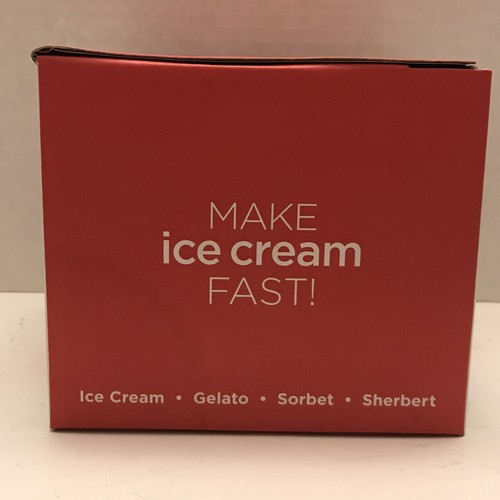 MAKE
ice cream
FAST!
Ice Cream • Gelato • Sorbet • Sherbert